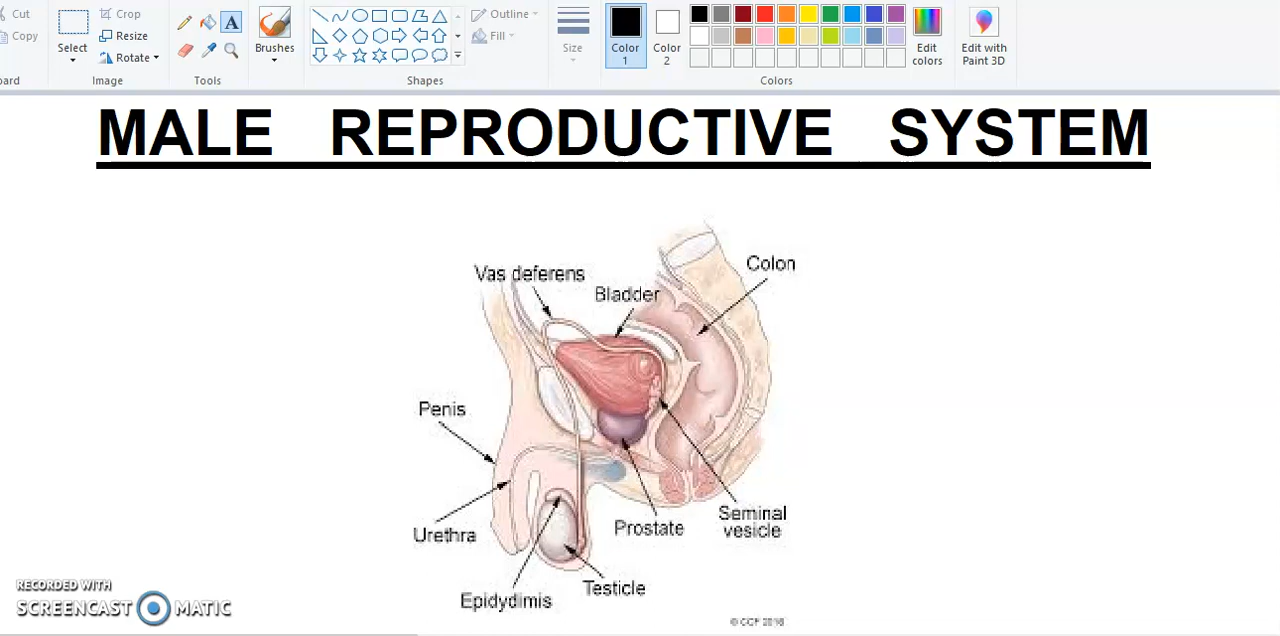 Cut
Copy
Select
Crop
Resize
Rotate
Brushes
Outline
Fill
Size
Color
1
Color
2
Edit
colors
Edit with
Paint 3D
ard
Image
Tools
Shapes
Colors
MALE REPRODUCTIVE SYSTEM
Vas deferens
Bladder
Colon
Penis
Urethra
Prostate
Seminal
vesicle
Testicle
Epidydimis
RECORDED WITH
SCREENCAST MATIC
© CCF 2016